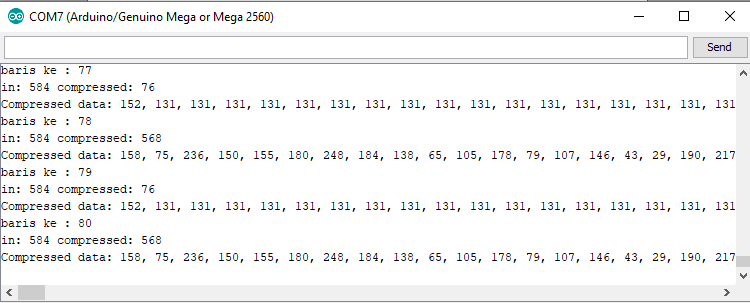 COM7 (Arduino/Genuino Mega or Mega 2560)
Send
baris ke : 77
in: 584 compressed: 76
Compressed data: 152, 131, 131, 131, 131, 131, 131, 131, 131, 131, 131, 131, 131, 131, 131, 131, 131, 131
baris ke : 78
in: 584 compressed: 568
Compressed data: 158, 75, 236, 150, 155, 180, 248, 184, 138, 65, 105, 178, 79, 107, 146, 43, 29, 190, 217
baris ke : 79
in: 584 compressed: 76
Compressed data: 152, 131, 131, 131, 131, 131, 131, 131, 131, 131, 131, 131, 131, 131, 131, 131, 131, 131
baris ke : 80
in: 584 compressed: 568
Compressed data: 158, 75, 236, 150, 155, 180, 248, 184, 138, 65, 105, 178, 79, 107, 146, 43, 29, 190, 217